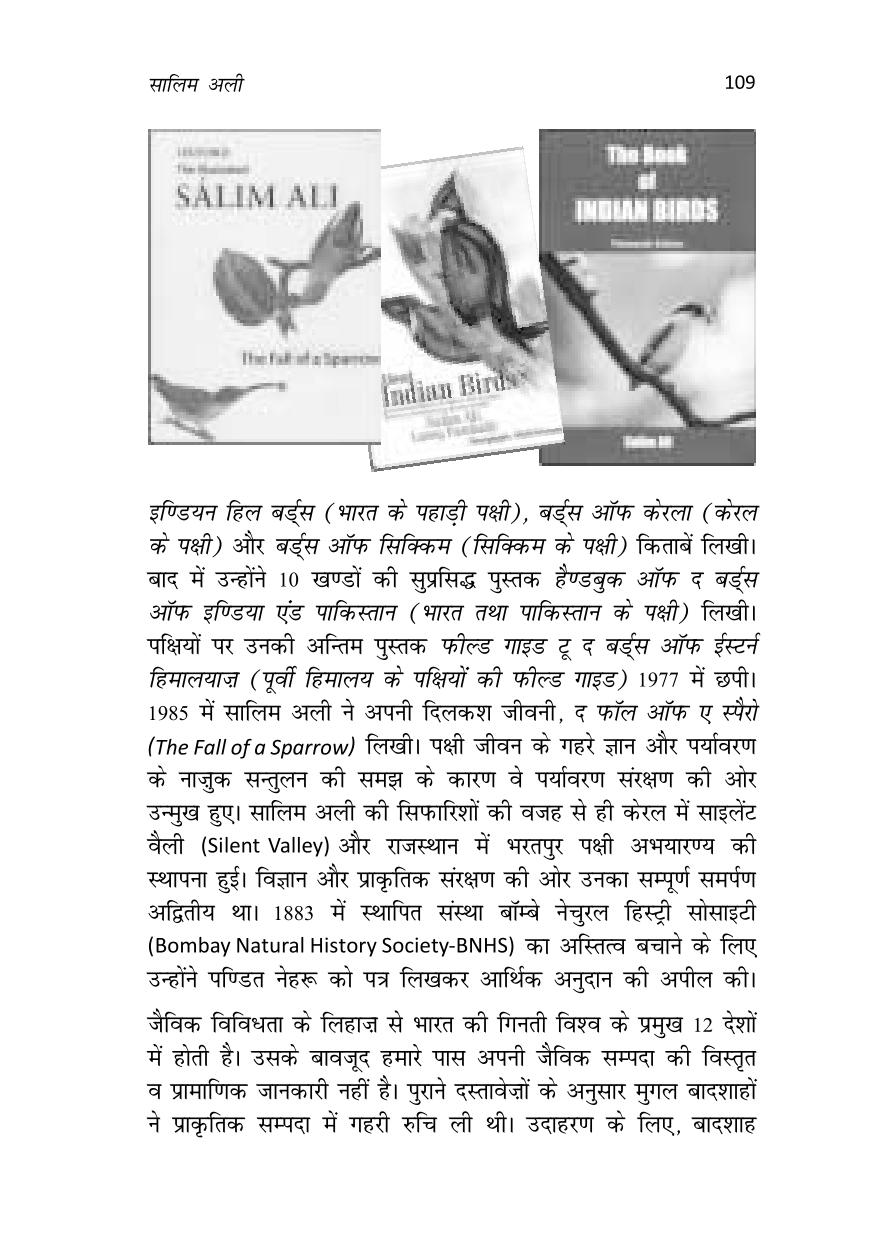 सालिम अली 109
OXFORD
The Illustrated
SÁLIM ALI
The Fall of a Sparrow
Indian Birds
The Book
of
INDIAN BIRDS
Salim Ali
इण्डियन हिल बर्ड्स (भारत के पहाड़ी पक्षी), बर्ड्स ऑफ केरला (केरल
के पक्षी) और बर्ड्स ऑफ सिक्किम (सिक्किम के पक्षी) किताबें लिखी।
बाद में उन्होंने 10 खण्डों की सुप्रसिद्ध पुस्तक हैण्डबुक ऑफ द बर्ड्स
ऑफ इण्डिया एंड पाकिस्तान (भारत तथा पाकिस्तान के पक्षी) लिखी।
पक्षियों पर उनकी अन्तिम पुस्तक फील्ड गाइड टू द बर्ड्स ऑफ ईस्टर्न
हिमालयाज़ (पूर्वी हिमालय के पक्षियों की फील्ड गाइड) 1977 में छपी।
1985 में सालिम अली ने अपनी दिलकश जीवनी, द फॉल ऑफ ए स्पैरो
(The Fall of a Sparrow) लिखी। पक्षी जीवन के गहरे ज्ञान और पर्यावरण
के नाज़ुक सन्तुलन की समझ के कारण वे पर्यावरण संरक्षण की ओर
उन्मुख हुए। सालिम अली की सिफारिशों की वजह से ही केरल में साइलेंट
वैली (Silent Valley) और राजस्थान में भरतपुर पक्षी अभयारण्य की
स्थापना हुई। विज्ञान और प्राकृतिक संरक्षण की ओर उनका सम्पूर्ण समर्पण
अद्वितीय था। 1883 में स्थापित संस्था बॉम्बे नेचुरल हिस्ट्री सोसाइटी
(Bombay Natural History Society-BNHS) का अस्तित्व बचाने के लिए
उन्होंने पण्डित नेहरू को पत्र लिखकर आर्थिक अनुदान की अपील की।
जैविक विविधता के लिहाज़ से भारत की गिनती विश्व के प्रमुख 12 देशों
में होती है। उसके बावजूद हमारे पास अपनी जैविक सम्पदा की विस्तृत
व प्रामाणिक जानकारी नहीं है। पुराने दस्तावेज़ों के अनुसार मुगल बादशाहों
ने प्राकृतिक सम्पदा में गहरी रुचि ली थी। उदाहरण के लिए, बादशाह